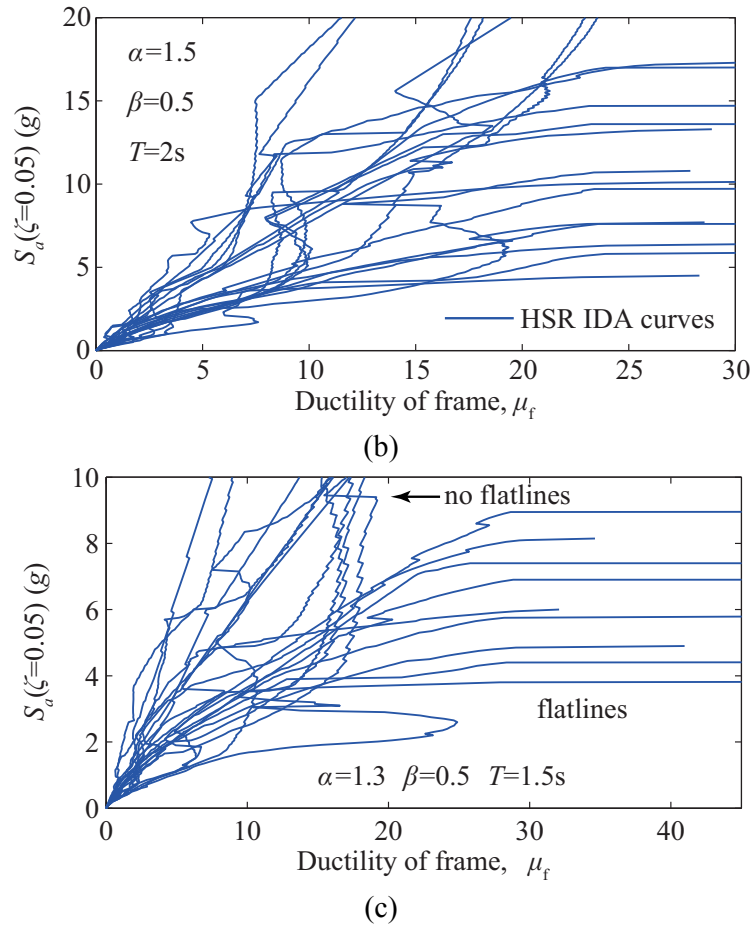 20
α=1.5
15
β=0.5
T=2s
10
5
0
Sₐ(ζ=0.05) (g)
HSR IDA curves
0 5 10 15 20 25 30
Ductility of frame, μ_f
(b)
10
no flatlines
8
6
4
flatlines
2
α=1.3 β=0.5 T=1.5s
0
Sₐ(ζ=0.05) (g)
0 10 20 30 40
Ductility of frame, μ_f
(c)